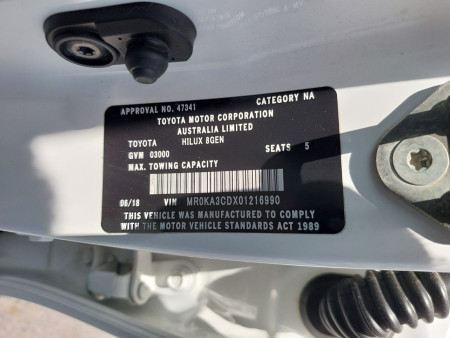 APPROVAL NO. 47341 CATEGORY NA
TOYOTA MOTOR CORPORATION
AUSTRALIA LIMITED
TOYOTA HILUX 8GEN
GVM 03000 SEATS 5
MAX. TOWING CAPACITY
06/18 VIN MR0KA3CDX01216990
THIS VEHICLE WAS MANUFACTURED TO COMPLY
WITH THE MOTOR VEHICLE STANDARDS ACT 1989